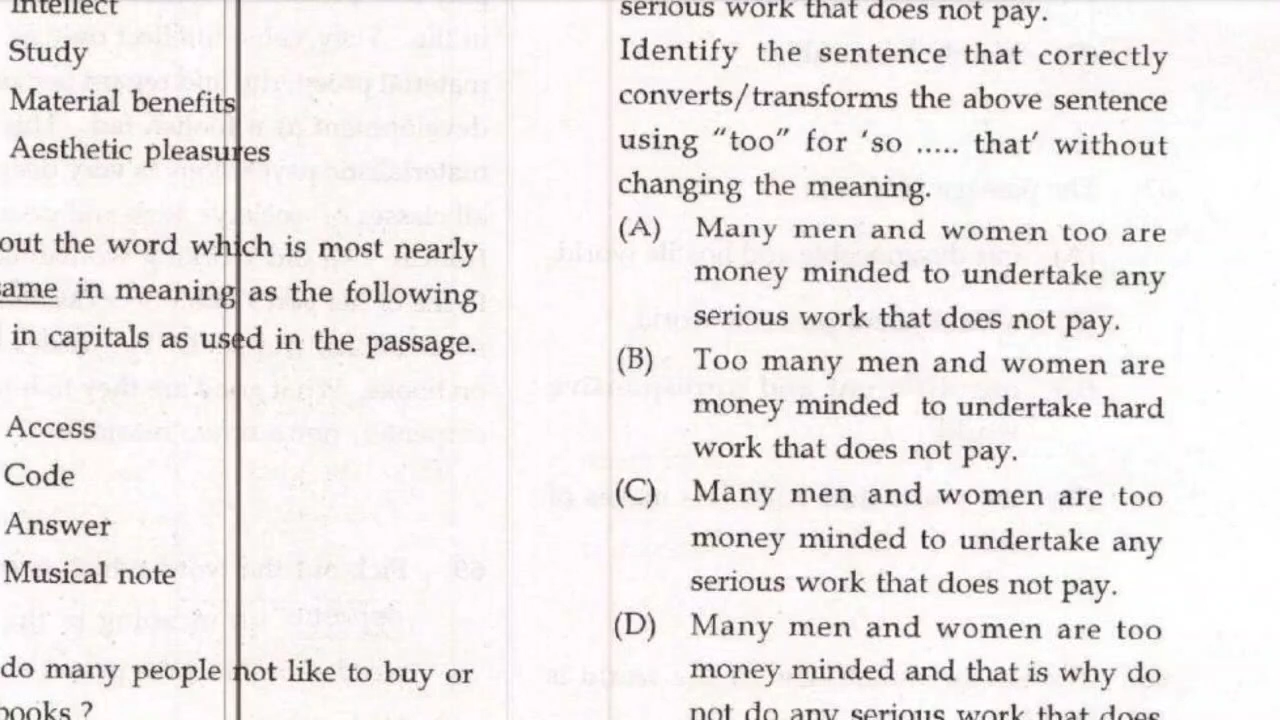 Intellect
Study
Material benefits
Aesthetic pleasures
out the word which is most nearly
same in meaning as the following
in capitals as used in the passage.
Access
Code
Answer
Musical note
do many people not like to buy or
books ?
serious work that does not pay.
Identify the sentence that correctly
converts/transforms the above sentence
using "too" for 'so ..... that' without
changing the meaning.
(A) Many men and women too are
money minded to undertake any
serious work that does not pay.
(B) Too many men and women are
money minded to undertake hard
work that does not pay.
(C) Many men and women are too
money minded to undertake any
serious work that does not pay.
(D) Many men and women are too
money minded and that is why do
not do any serious work that does